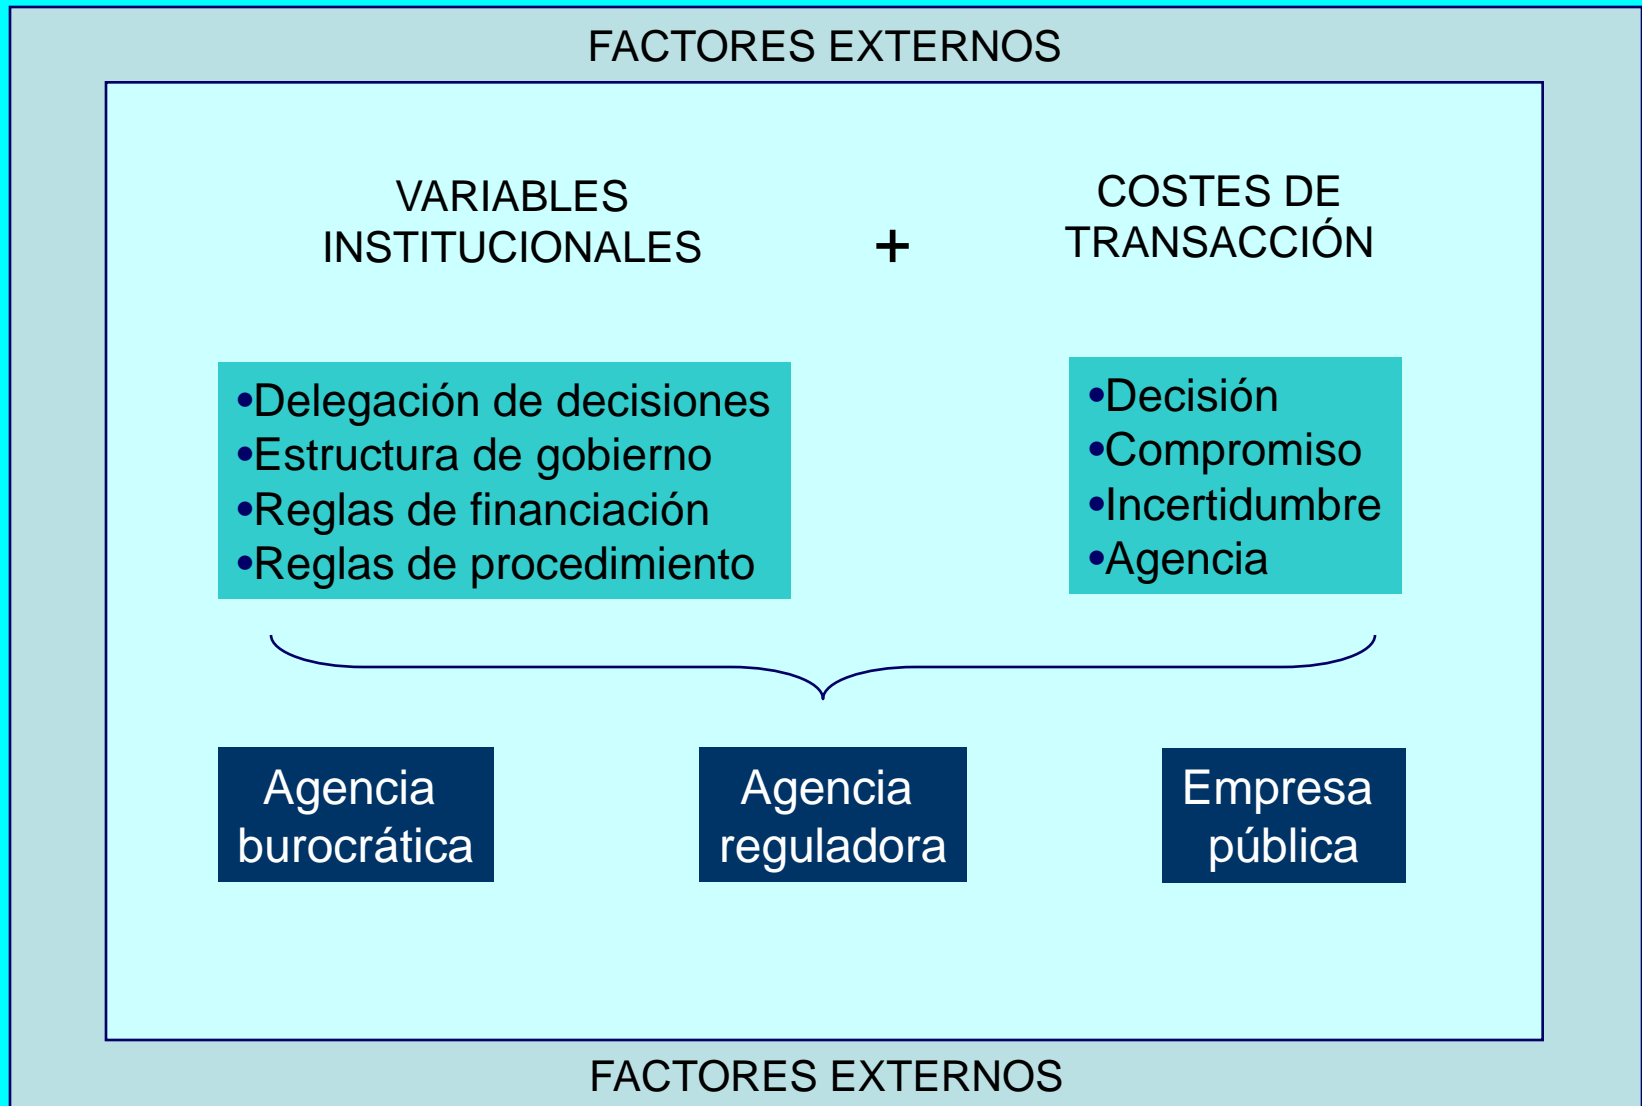 FACTORES EXTERNOS
VARIABLES
INSTITUCIONALES
+
COSTES DE
TRANSACCIÓN
•Delegación de decisiones
•Estructura de gobierno
•Reglas de financiación
•Reglas de procedimiento
•Decisión
•Compromiso
•Incertidumbre
•Agencia
Agencia
burocrática
Agencia
reguladora
Empresa
pública
FACTORES EXTERNOS